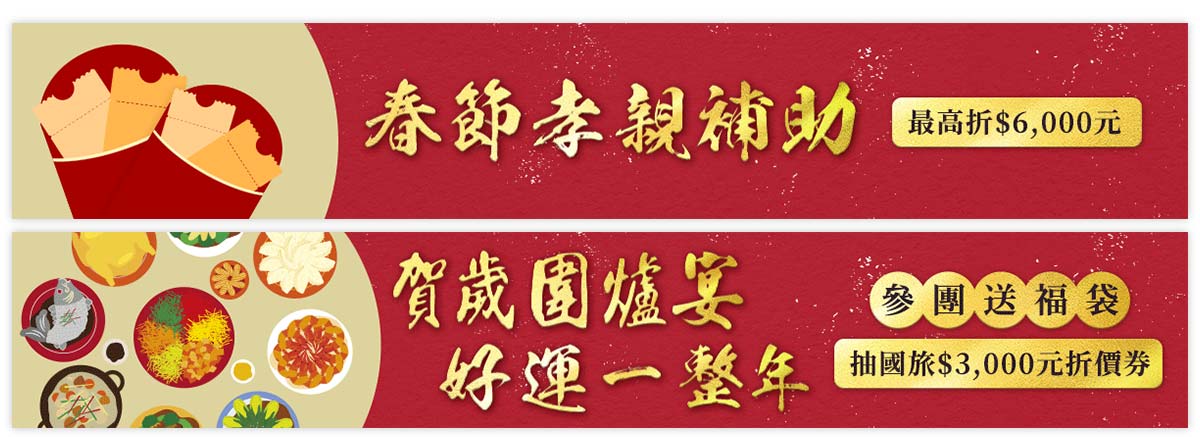 春節孝親補助
最高折$6,000元
賀歲圍爐宴
好運一整年
參團送福袋
抽國旅$3,000元折價券